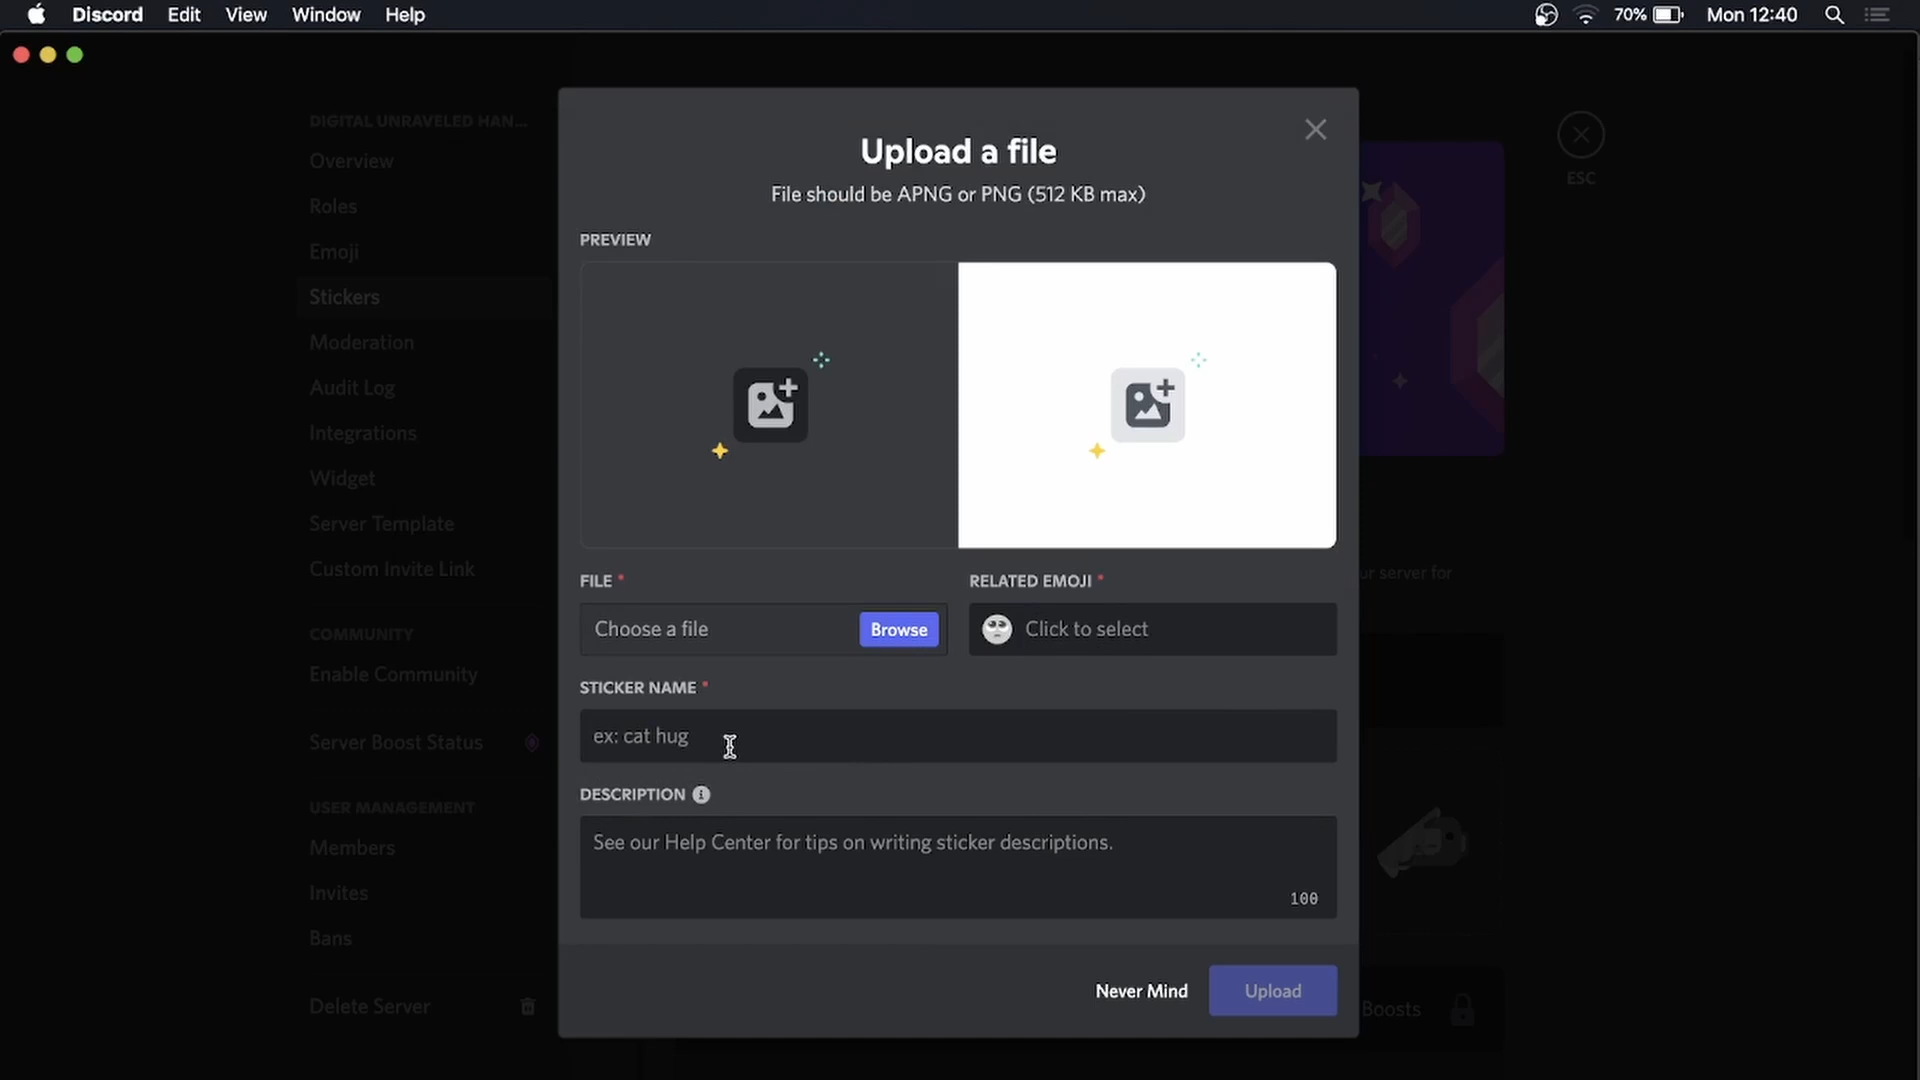 Discord Edit View Window Help 70% Mon 12:40
DIGITAL UNRAVELED HAN...
Overview
Roles
Emoji
Stickers
Moderation
Audit Log
Integrations
Widget
Server Template
Custom Invite Link
COMMUNITY
Enable Community
Server Boost Status
USER MANAGEMENT
Members
Invites
Bans
Delete Server
Upload a file
File should be APNG or PNG (512 KB max)
PREVIEW
FILE *
Choose a file Browse
RELATED EMOJI *
Click to select
STICKER NAME *
ex: cat hug
DESCRIPTION
See our Help Center for tips on writing sticker descriptions.
100
Never Mind Upload
ESC
ur server for
Boosts